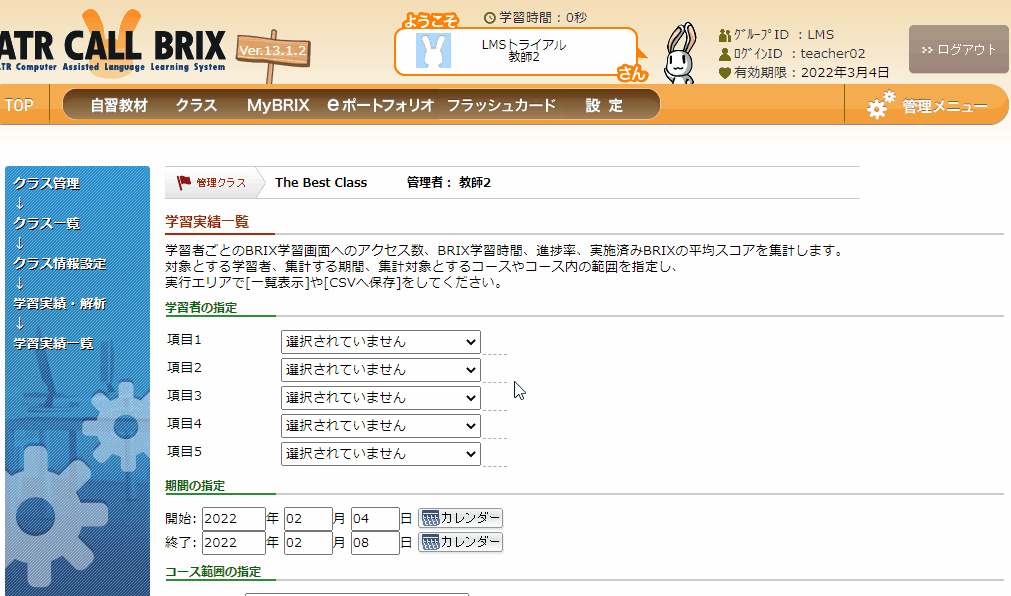 ATR CALL BRIX
ATR Computer Assisted Language Learning System
Ver.13.1.2
ようこそ
学習時間：0秒
LMSトライアル
教師2
さん
ｸﾞﾙｰﾌﾟID ：LMS
ﾛｸﾞｲﾝID ：teacher02
有効期限：2022年3月4日
ログアウト
TOP
自習教材 クラス MyBRIX eポートフォリオ フラッシュカード 設 定
管理メニュー
クラス管理
↓
クラス一覧
↓
クラス情報設定
↓
学習実績・解析
↓
学習実績一覧
管理クラス The Best Class 管理者： 教師2
学習実績一覧
学習者ごとのBRIX学習画面へのアクセス数、BRIX学習時間、進捗率、実施済みBRIXの平均スコアを集計します。
対象とする学習者、集計する期間、集計対象とするコースやコース内の範囲を指定し、
実行エリアで[一覧表示]や[CSVへ保存]をしてください。
学習者の指定
項目1 選択されていません
項目2 選択されていません
項目3 選択されていません
項目4 選択されていません
項目5 選択されていません
期間の指定
開始: 2022 年 02 月 04 日 カレンダー
終了: 2022 年 02 月 08 日 カレンダー
コース範囲の指定